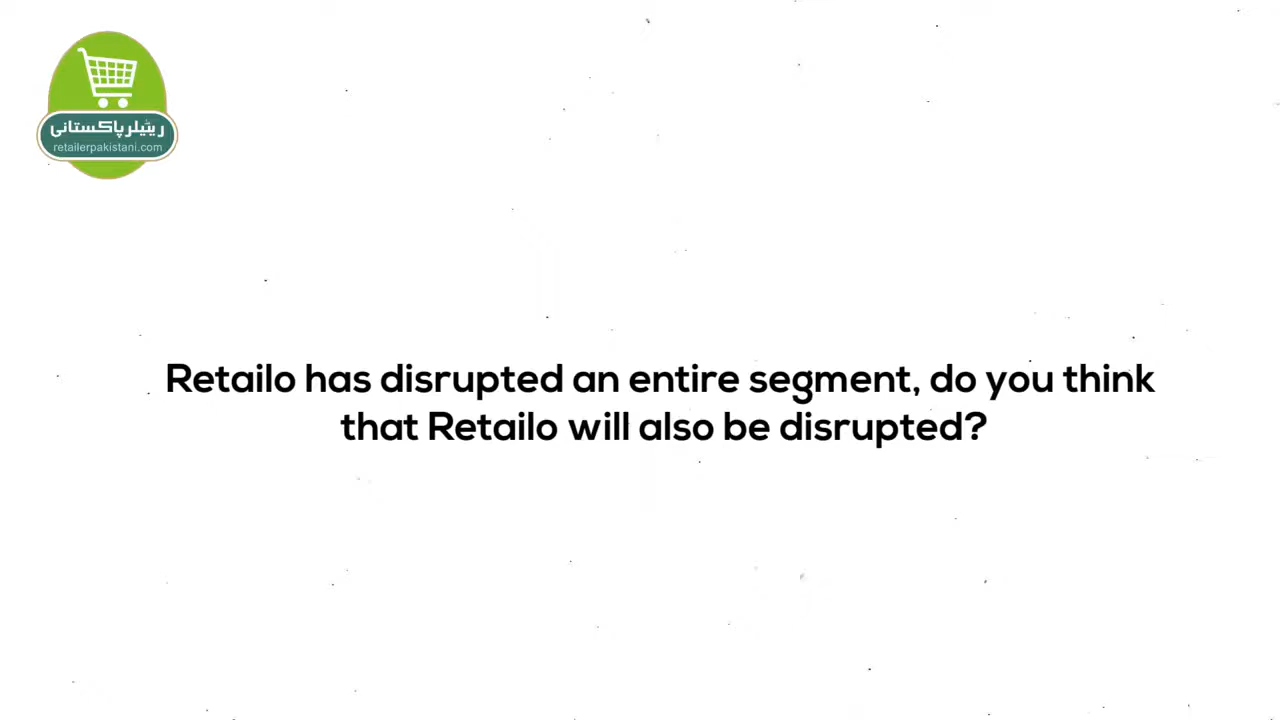 ریٹیلر پاکستانی
retailerpakistani.com
Retailo has disrupted an entire segment, do you think
that Retailo will also be disrupted?